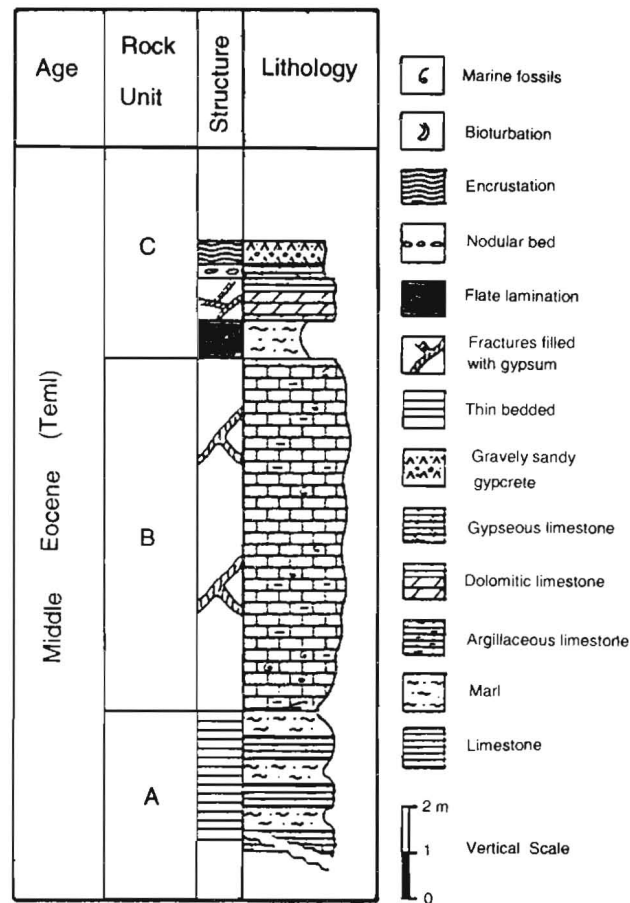 Age
Rock
Unit
Structure
Lithology
Middle Eocene (Teml)
C
B
A
Marine fossils
Bioturbation
Encrustation
Nodular bed
Flate lamination
Fractures filled
with gypsum
Thin bedded
Gravely sandy
gypcrete
Gypseous limestone
Dolomitic limestone
Argillaceous limestone
Marl
Limestone
2 m
1
0
Vertical Scale